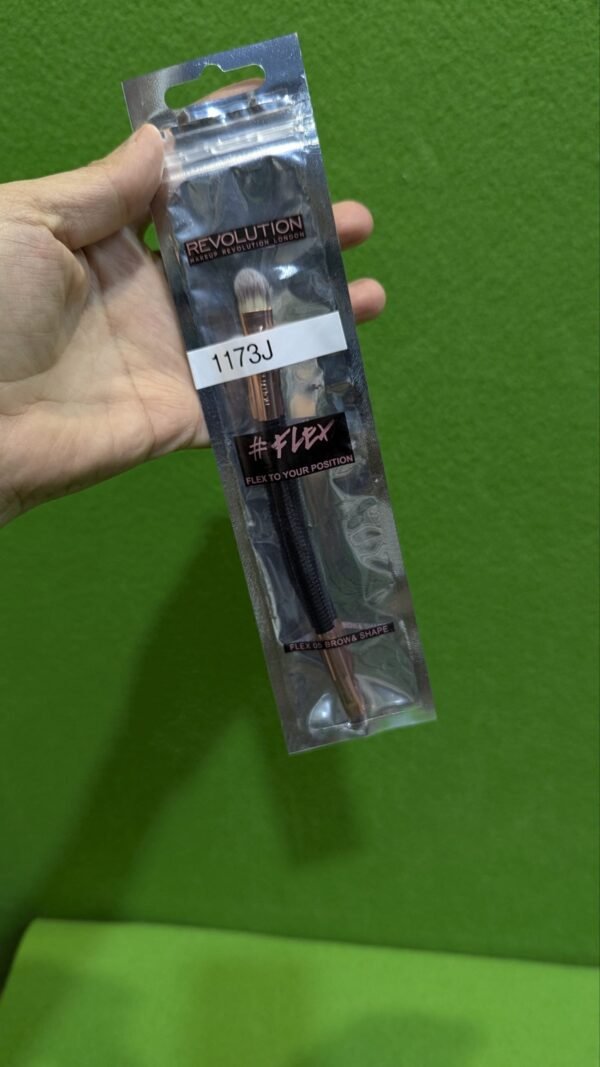 REVOLUTION
MAKEUP REVOLUTION LONDON
1173J
#FLEX
FLEX TO YOUR POSITION
FLEX 05 BROW& SHAPE